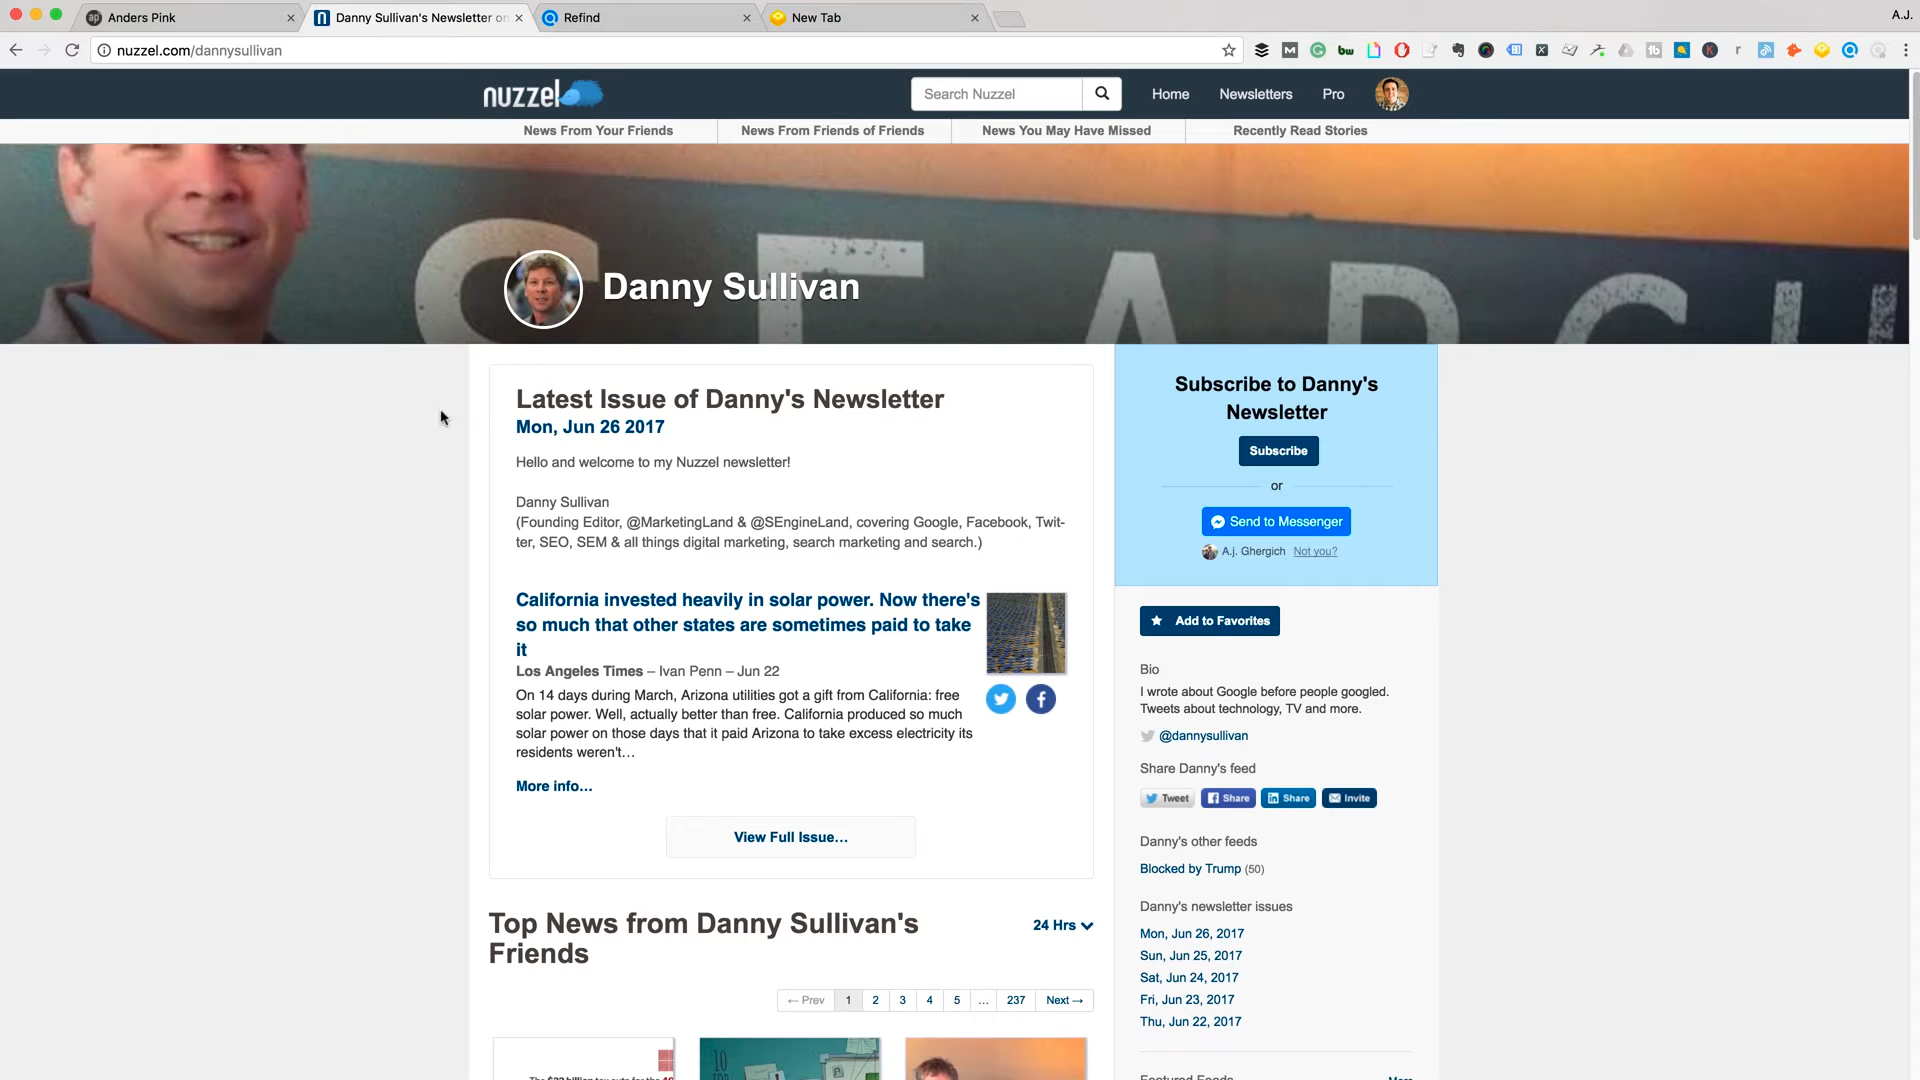 Anders Pink
Danny Sullivan's Newsletter on
Refind
New Tab
A.J.
nuzzel.com/dannysullivan
nuzzel
Search Nuzzel
Home
Newsletters
Pro
News From Your Friends
News From Friends of Friends
News You May Have Missed
Recently Read Stories
SEARCH
Danny Sullivan
Latest Issue of Danny's Newsletter
Mon, Jun 26 2017
Hello and welcome to my Nuzzel newsletter!
Danny Sullivan
(Founding Editor, @MarketingLand & @SEngineLand, covering Google, Facebook, Twit-
ter, SEO, SEM & all things digital marketing, search marketing and search.)
California invested heavily in solar power. Now there's
so much that other states are sometimes paid to take
it
Los Angeles Times – Ivan Penn – Jun 22
On 14 days during March, Arizona utilities got a gift from California: free
solar power. Well, actually better than free. California produced so much
solar power on those days that it paid Arizona to take excess electricity its
residents weren't…
More info…
View Full Issue…
Top News from Danny Sullivan's
Friends
24 Hrs
← Prev 1 2 3 4 5 … 237 Next →
Subscribe to Danny's
Newsletter
Subscribe
or
Send to Messenger
A.j. Ghergich Not you?
Add to Favorites
Bio
I wrote about Google before people googled.
Tweets about technology, TV and more.
@dannysullivan
Share Danny's feed
Tweet
Share
Share
Invite
Danny's other feeds
Blocked by Trump (50)
Danny's newsletter issues
Mon, Jun 26, 2017
Sun, Jun 25, 2017
Sat, Jun 24, 2017
Fri, Jun 23, 2017
Thu, Jun 22, 2017